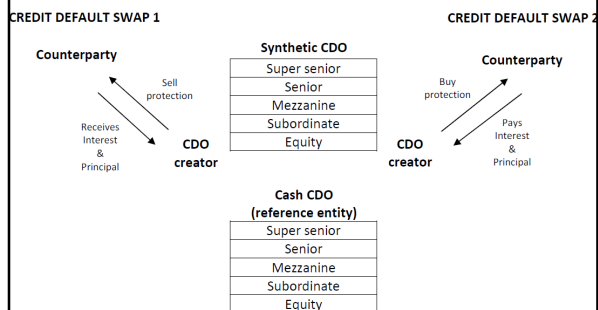 CREDIT DEFAULT SWAP 1
CREDIT DEFAULT SWAP 2
Counterparty
Sell
protection
Receives
Interest
&
Principal
CDO
creator
Synthetic CDO
Super senior
Senior
Mezzanine
Subordinate
Equity
Counterparty
Buy
protection
Pays
Interest
&
Principal
CDO
creator
Cash CDO
(reference entity)
Super senior
Senior
Mezzanine
Subordinate
Equity